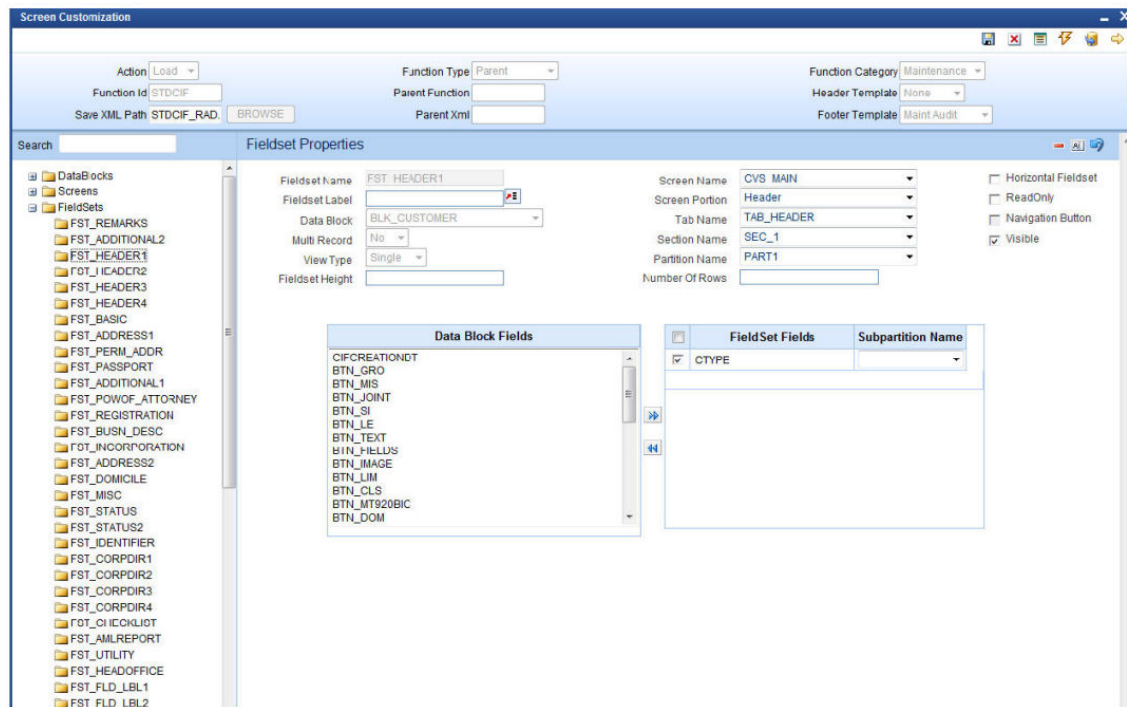 Screen Customization
Action Load Function Type Parent Function Category Maintenance
Function Id STDCIF Parent Function Header Template None
Save XML Path STDCIF_RAD. BROWSE Parent Xml Footer Template Maint Audit
Search Fieldset Properties
DataBlocks
Screens
FieldSets
FST_REMARKS
FST_ADDITIONAL2
FST_HEADER1
FST_HEADER2
FST_HEADER3
FST_HEADER4
FST_BASIC
FST_ADDRESS1
FST_PERM_ADDR
FST_PASSPORT
FST_ADDITIONAL1
FST_POWOF_ATTORNEY
FST_REGISTRATION
FST_BUSN_DESC
FST_INCORPORATION
FST_ADDRESS2
FST_DOMICILE
FST_MISC
FST_STATUS
FST_STATUS2
FST_IDENTIFIER
FST_CORPDIR1
FST_CORPDIR2
FST_CORPDIR3
FST_CORPDIR4
FST_CHECKLIST
FST_AMLREPORT
FST_UTILITY
FST_HEADOFFICE
FST_FLD_LBL1
FST_FLD_LBL2
Fieldset Name FST_HEADER1 Screen Name CVS_MAIN Horizontal Fieldset
Fieldset Label Screen Portion Header ReadOnly
Data Block BLK_CUSTOMER Tab Name TAB_HEADER Navigation Button
Multi Record No Section Name SEC_1 Visible
View Type Single Partition Name PART1
Fieldset Height Number Of Rows
Data Block Fields
CIFCREATIONDT
BTN_GRO
BTN_MIS
BTN_JOINT
BTN_SI
BTN_LE
BTN_TEXT
BTN_FIELDS
BTN_IMAGE
BTN_LIM
BTN_CLS
BTN_MT920BIC
BTN_DOM
FieldSet Fields Subpartition Name
CTYPE